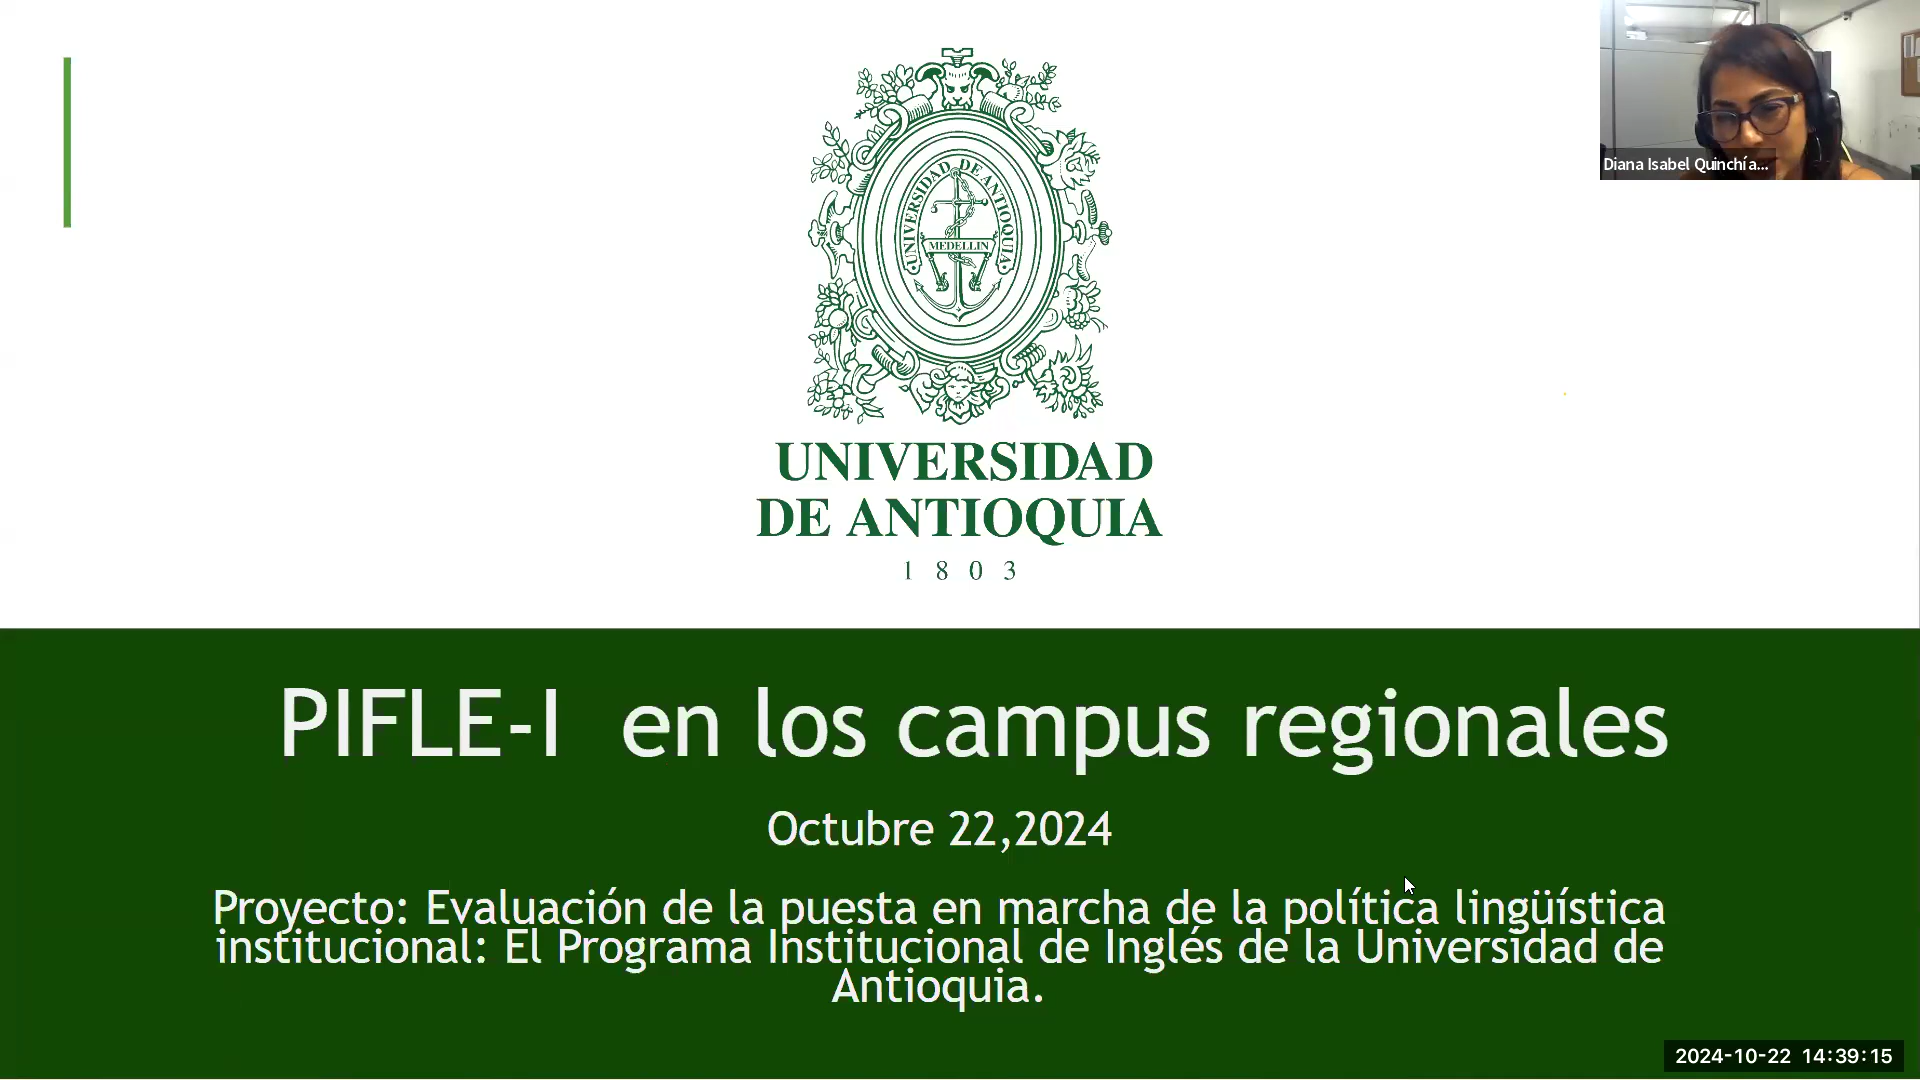 UNIVERSIDAD DE ANTIOQUIA
MEDELLIN
Diana Isabel Quinchía...
UNIVERSIDAD
DE ANTIOQUIA
1803
PIFLE-I en los campus regionales
Octubre 22,2024
Proyecto: Evaluación de la puesta en marcha de la política lingüística
institucional: El Programa Institucional de Inglés de la Universidad de
Antioquia.
2024-10-22 14:39:15